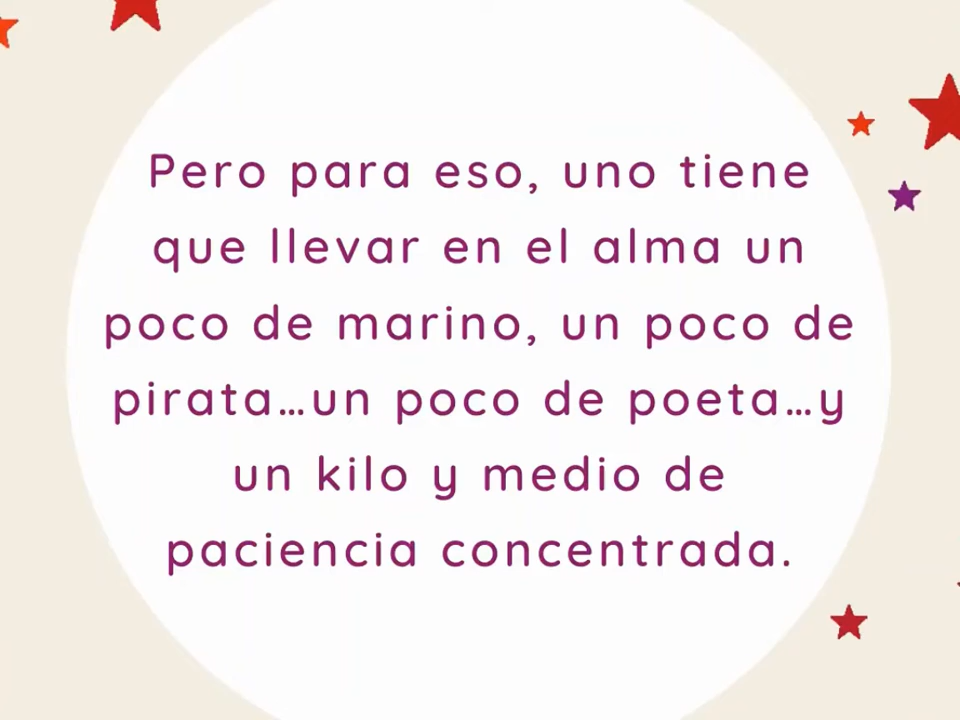 Pero para eso, uno tiene
que llevar en el alma un
poco de marino, un poco de
pirata...un poco de poeta...y
un kilo y medio de
paciencia concentrada.